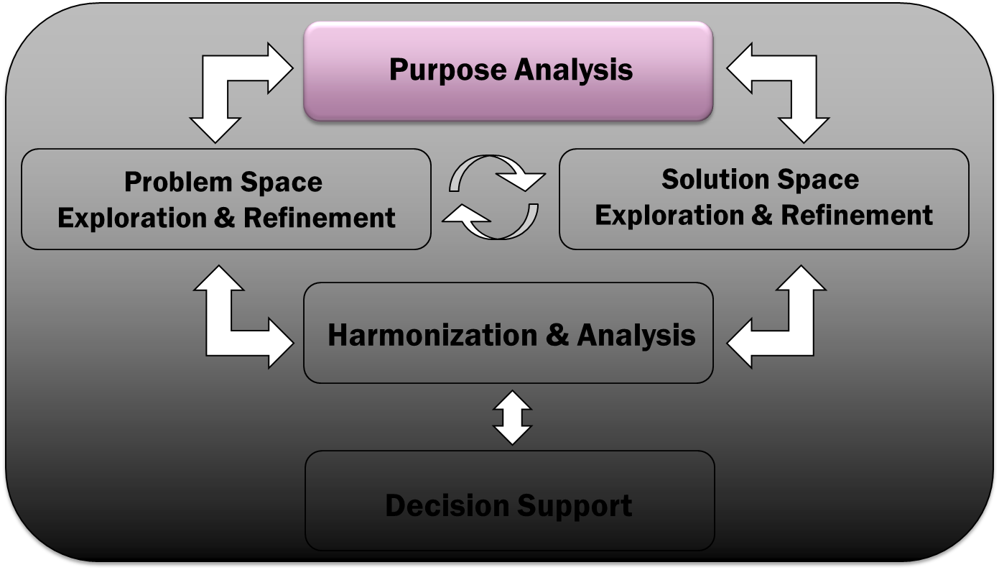 Purpose Analysis
Problem Space
Exploration & Refinement
Solution Space
Exploration & Refinement
Harmonization & Analysis
Decision Support